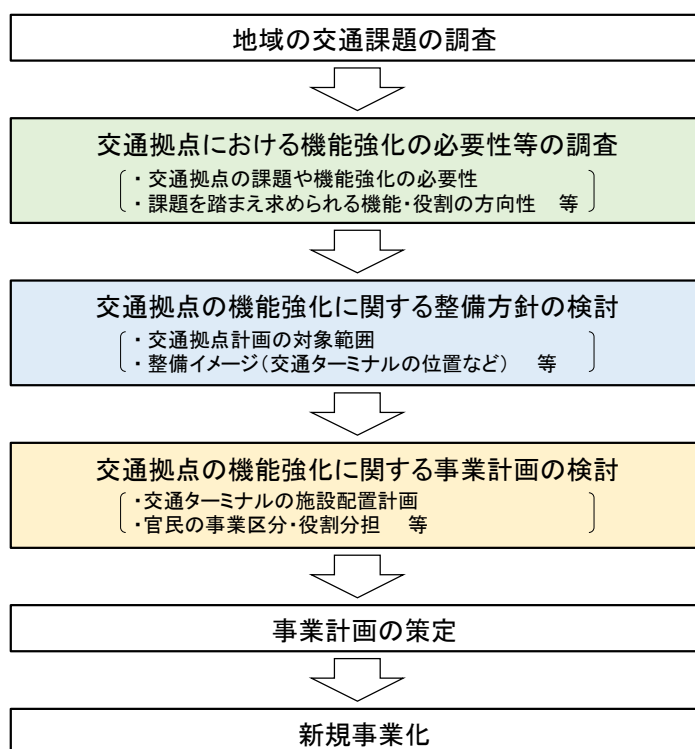 地域の交通課題の調査
交通拠点における機能強化の必要性等の調査
・交通拠点の課題や機能強化の必要性
・課題を踏まえ求められる機能・役割の方向性　等
交通拠点の機能強化に関する整備方針の検討
・交通拠点計画の対象範囲
・整備イメージ（交通ターミナルの位置など）　等
交通拠点の機能強化に関する事業計画の検討
・交通ターミナルの施設配置計画
・官民の事業区分・役割分担　等
事業計画の策定
新規事業化